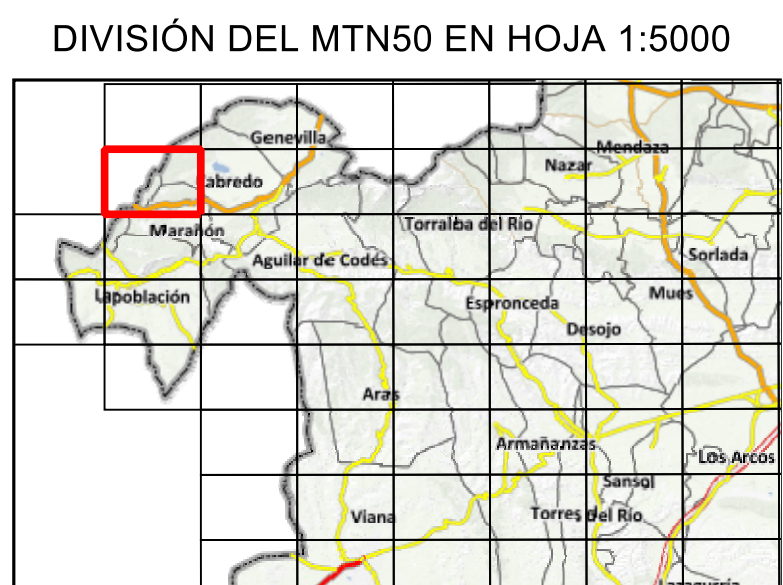 DIVISIÓN DEL MTN50 EN HOJA 1:5000
Genevilla
Mendaza
Nazar
Cabredo
Torralba del Río
Marañón
Sorlada
Aguilar de Codés
Mues
Lapoblación
Espronceda
Desojo
Aras
Armañanzas
Los Arcos
Sansol
Viana
Torres del Río
Lazagurría